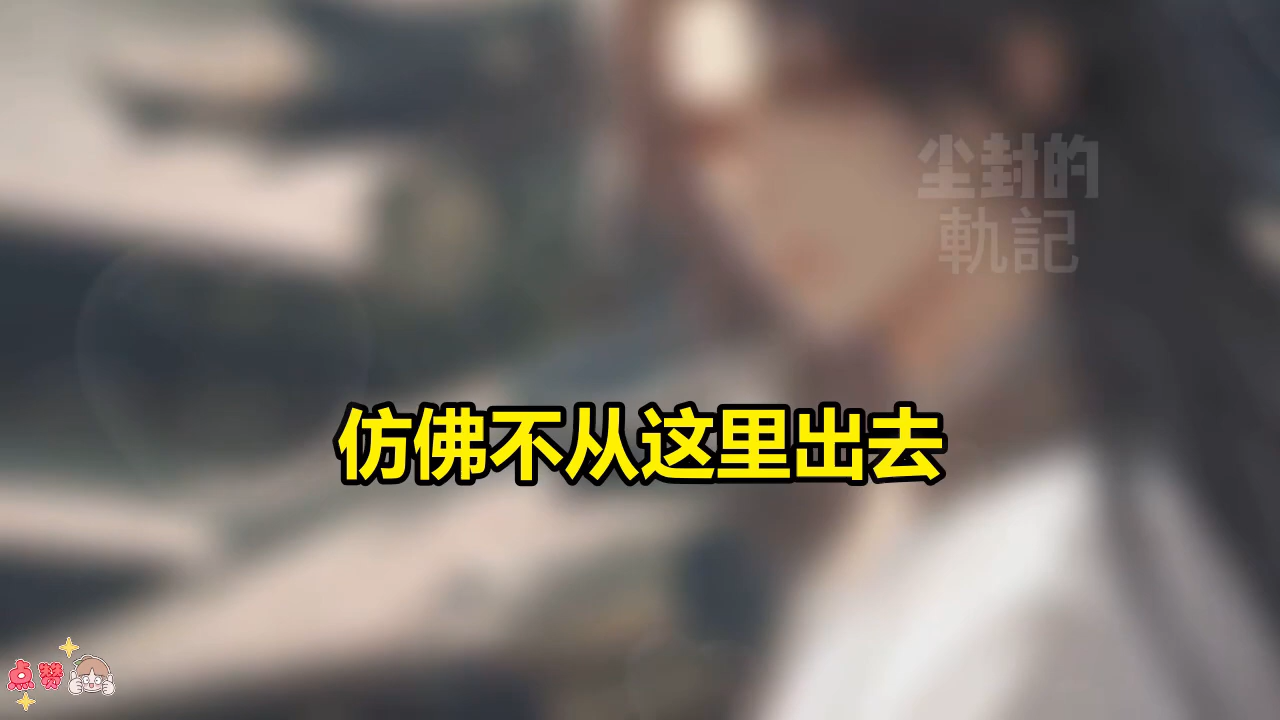 尘封的
軌記
仿佛不从这里出去
点赞